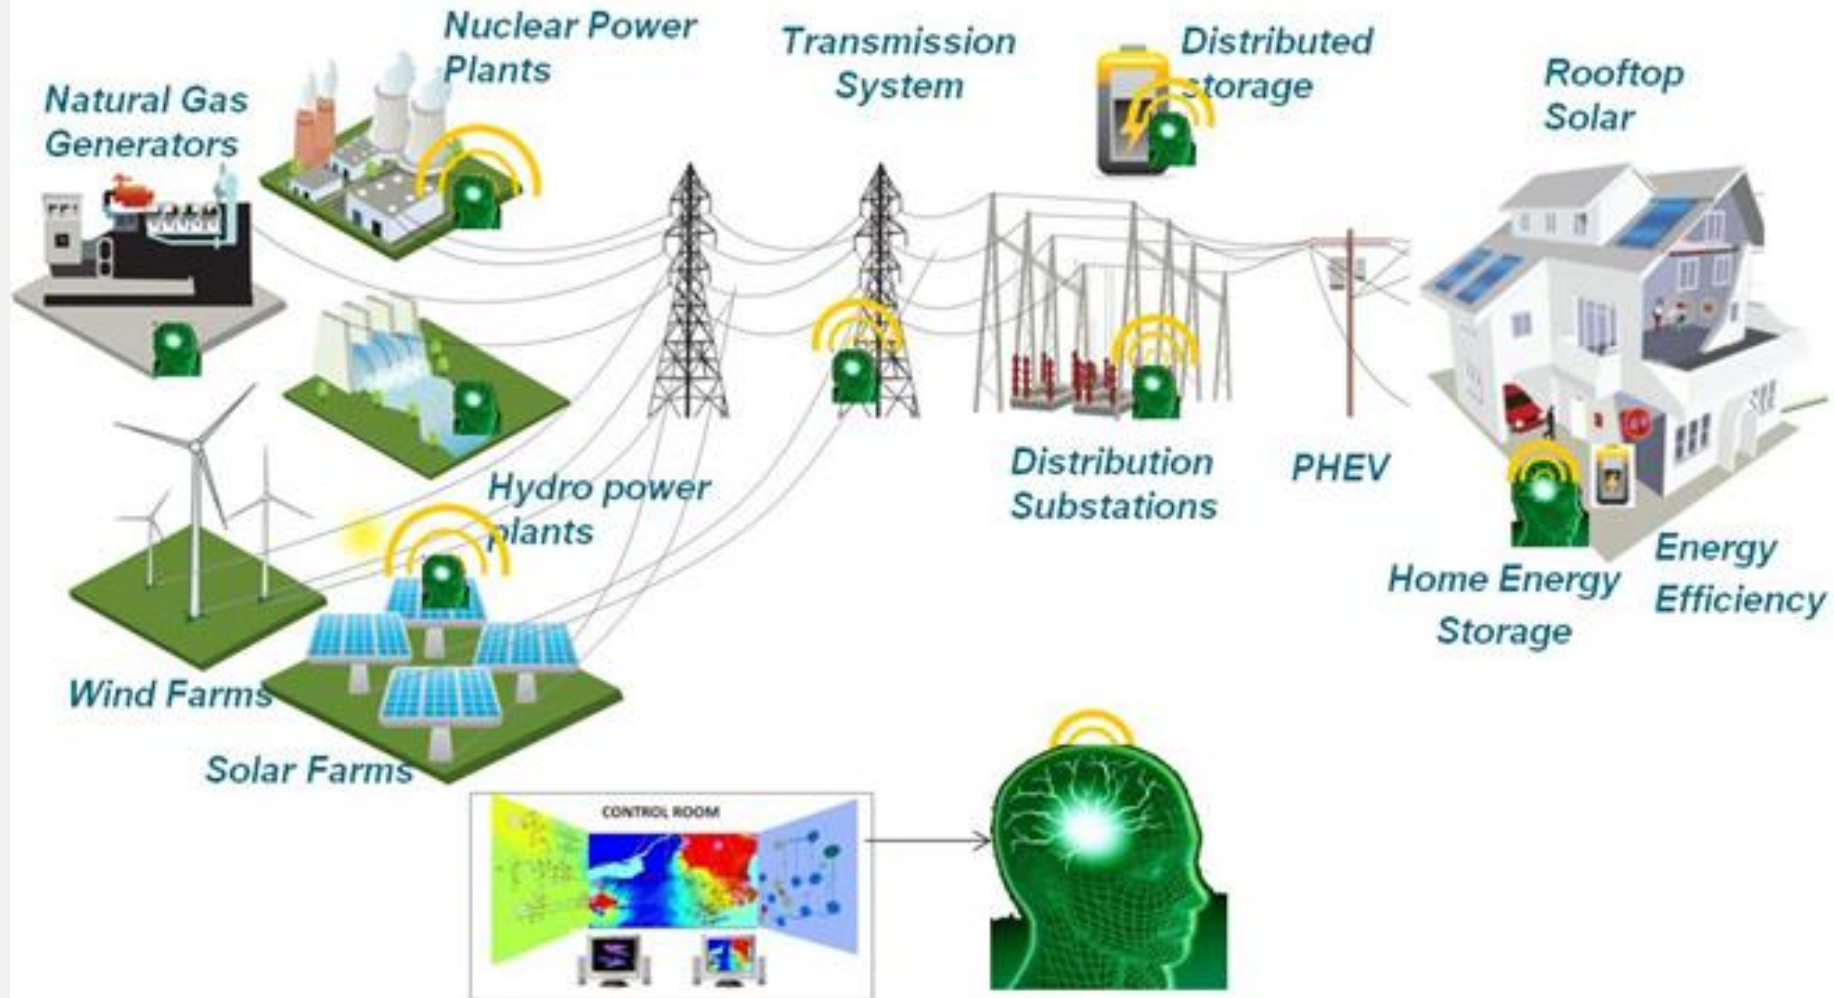 Nuclear Power
Plants
Natural Gas
Generators
Transmission
System
Distributed
storage
Rooftop
Solar
Hydro power
plants
Distribution
Substations
PHEV
Home Energy
Storage
Energy
Efficiency
Wind Farms
Solar Farms
CONTROL ROOM